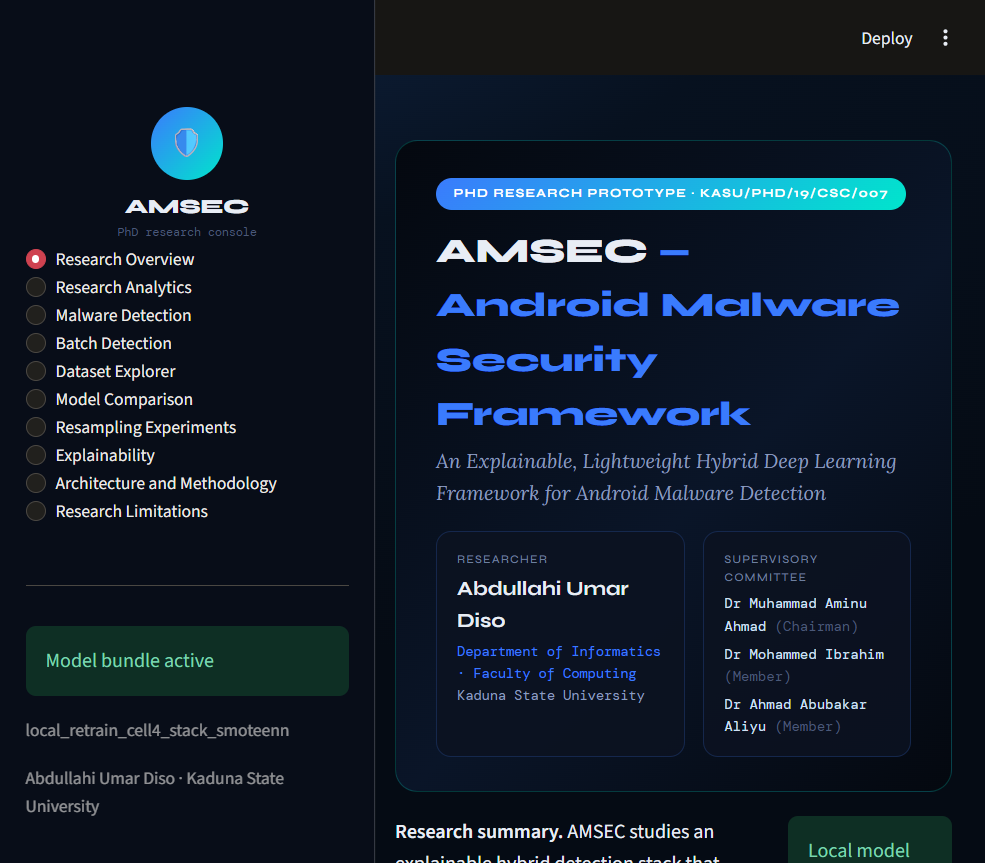 Deploy
AMSEC
PhD research console
Research Overview
Research Analytics
Malware Detection
Batch Detection
Dataset Explorer
Model Comparison
Resampling Experiments
Explainability
Architecture and Methodology
Research Limitations
Model bundle active
local_retrain_cell4_stack_smoteenn
Abdullahi Umar Diso · Kaduna State
University
PHD RESEARCH PROTOTYPE · KASU/PHD/19/CSC/007
AMSEC —
Android Malware
Security
Framework
An Explainable, Lightweight Hybrid Deep Learning
Framework for Android Malware Detection
RESEARCHER
Abdullahi Umar
Diso
Department of Informatics
· Faculty of Computing
Kaduna State University
SUPERVISORY
COMMITTEE
Dr Muhammad Aminu
Ahmad (Chairman)
Dr Mohammed Ibrahim
(Member)
Dr Ahmad Abubakar
Aliyu (Member)
Research summary. AMSEC studies an
explainable hybrid detection stack that
Local model